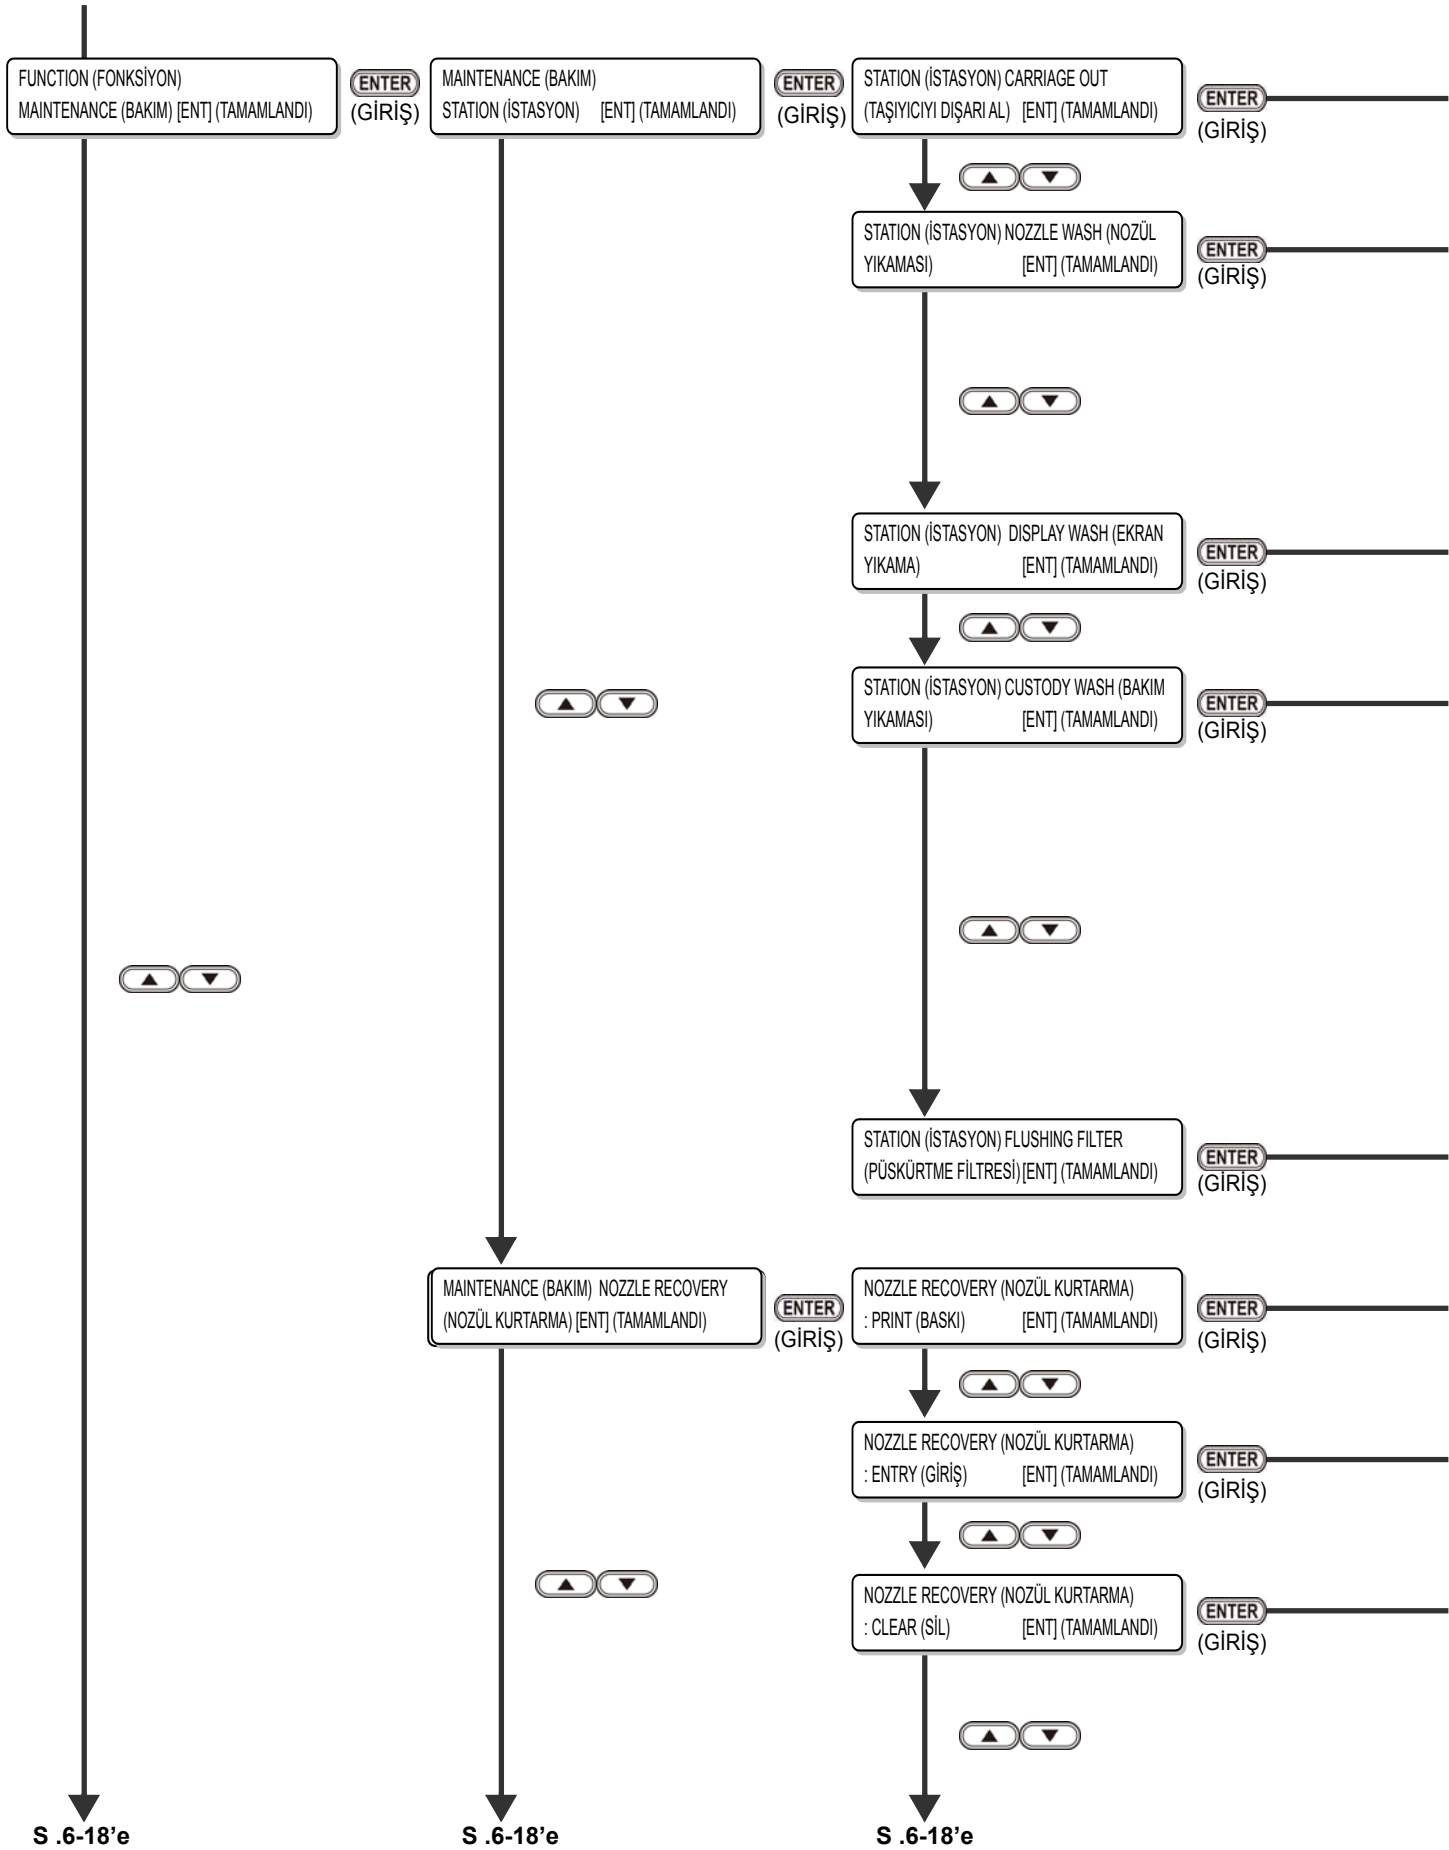 FUNCTION (FONKSİYON)
MAINTENANCE (BAKIM) [ENT] (TAMAMLANDI)
ENTER
(GİRİŞ)
MAINTENANCE (BAKIM)
STATION (İSTASYON) [ENT] (TAMAMLANDI)
ENTER
(GİRİŞ)
STATION (İSTASYON) CARRIAGE OUT
(TAŞIYICIYI DIŞARI AL) [ENT] (TAMAMLANDI)
ENTER
(GİRİŞ)
STATION (İSTASYON) NOZZLE WASH (NOZÜL
YIKAMASI) [ENT] (TAMAMLANDI)
ENTER
(GİRİŞ)
STATION (İSTASYON) DISPLAY WASH (EKRAN
YIKAMA) [ENT] (TAMAMLANDI)
ENTER
(GİRİŞ)
STATION (İSTASYON) CUSTODY WASH (BAKIM
YIKAMASI) [ENT] (TAMAMLANDI)
ENTER
(GİRİŞ)
STATION (İSTASYON) FLUSHING FILTER
(PÜSKÜRTME FİLTRESİ) [ENT] (TAMAMLANDI)
ENTER
(GİRİŞ)
MAINTENANCE (BAKIM) NOZZLE RECOVERY
(NOZÜL KURTARMA) [ENT] (TAMAMLANDI)
ENTER
(GİRİŞ)
NOZZLE RECOVERY (NOZÜL KURTARMA)
: PRINT (BASKI) [ENT] (TAMAMLANDI)
ENTER
(GİRİŞ)
NOZZLE RECOVERY (NOZÜL KURTARMA)
: ENTRY (GİRİŞ) [ENT] (TAMAMLANDI)
ENTER
(GİRİŞ)
NOZZLE RECOVERY (NOZÜL KURTARMA)
: CLEAR (SİL) [ENT] (TAMAMLANDI)
ENTER
(GİRİŞ)
S .6-18’e
S .6-18’e
S .6-18’e